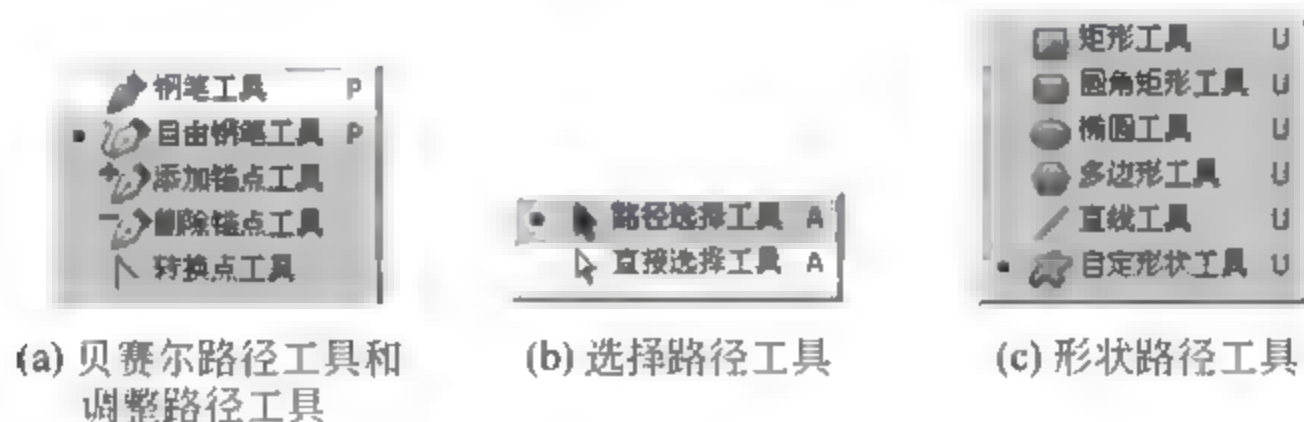 钢笔工具 P
自由钢笔工具 P
添加锚点工具
删除锚点工具
转换点工具
(a) 贝赛尔路径工具和
调整路径工具
路径选择工具 A
直接选择工具 A
(b) 选择路径工具
矩形工具 U
圆角矩形工具 U
椭圆工具 U
多边形工具 U
直线工具 U
自定形状工具 U
(c) 形状路径工具